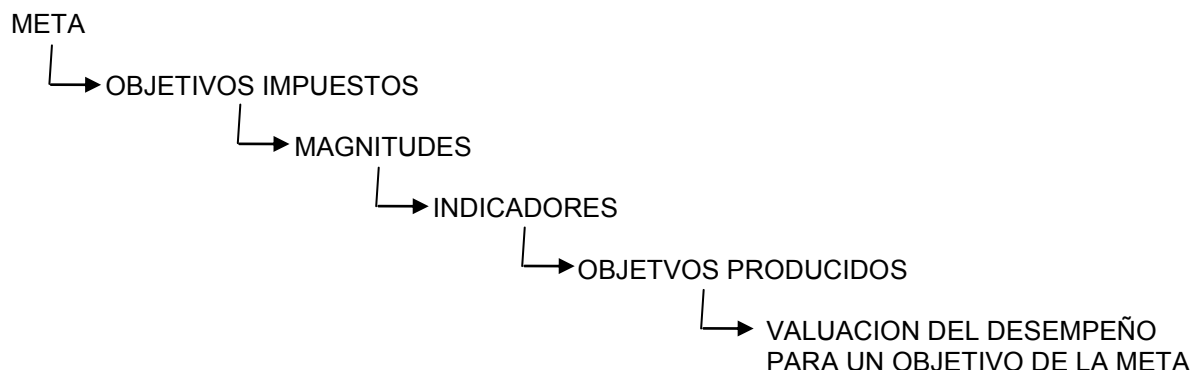 META
OBJETIVOS IMPUESTOS
MAGNITUDES
INDICADORES
OBJETVOS PRODUCIDOS
VALUACION DEL DESEMPEÑO
PARA UN OBJETIVO DE LA META